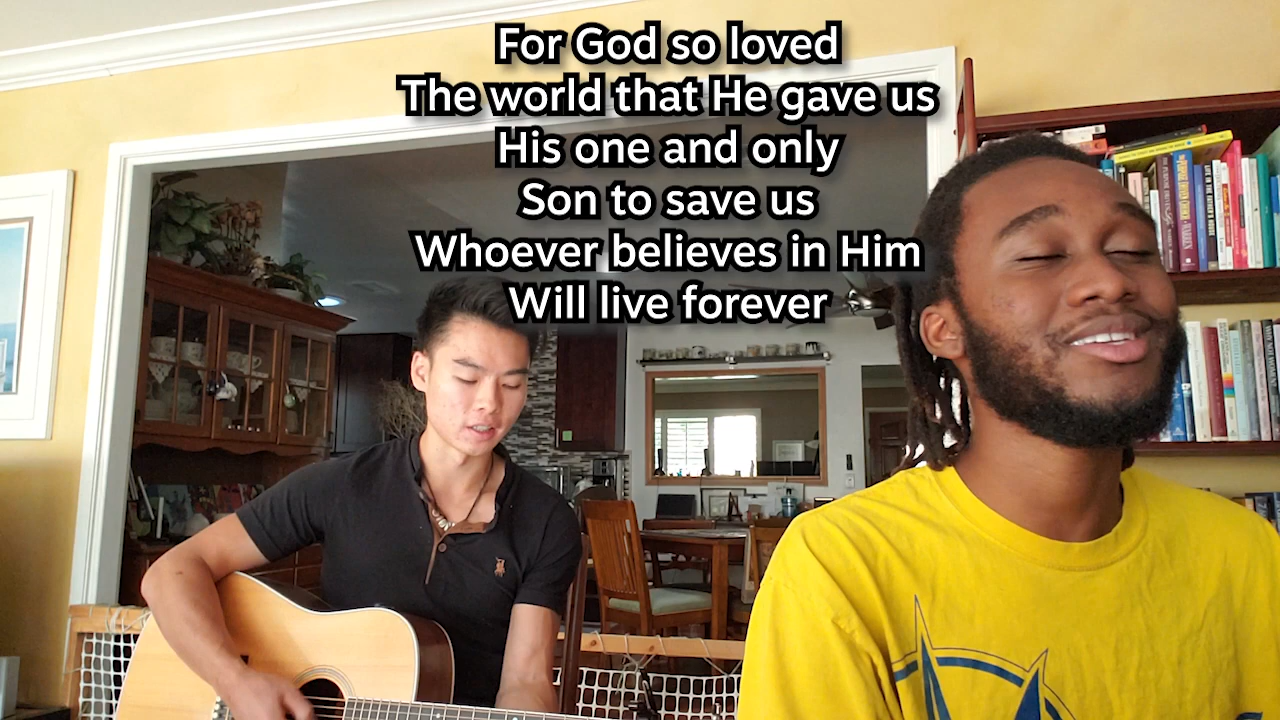 For God so loved
The world that He gave us
His one and only
Son to save us
Whoever believes in Him
Will live forever